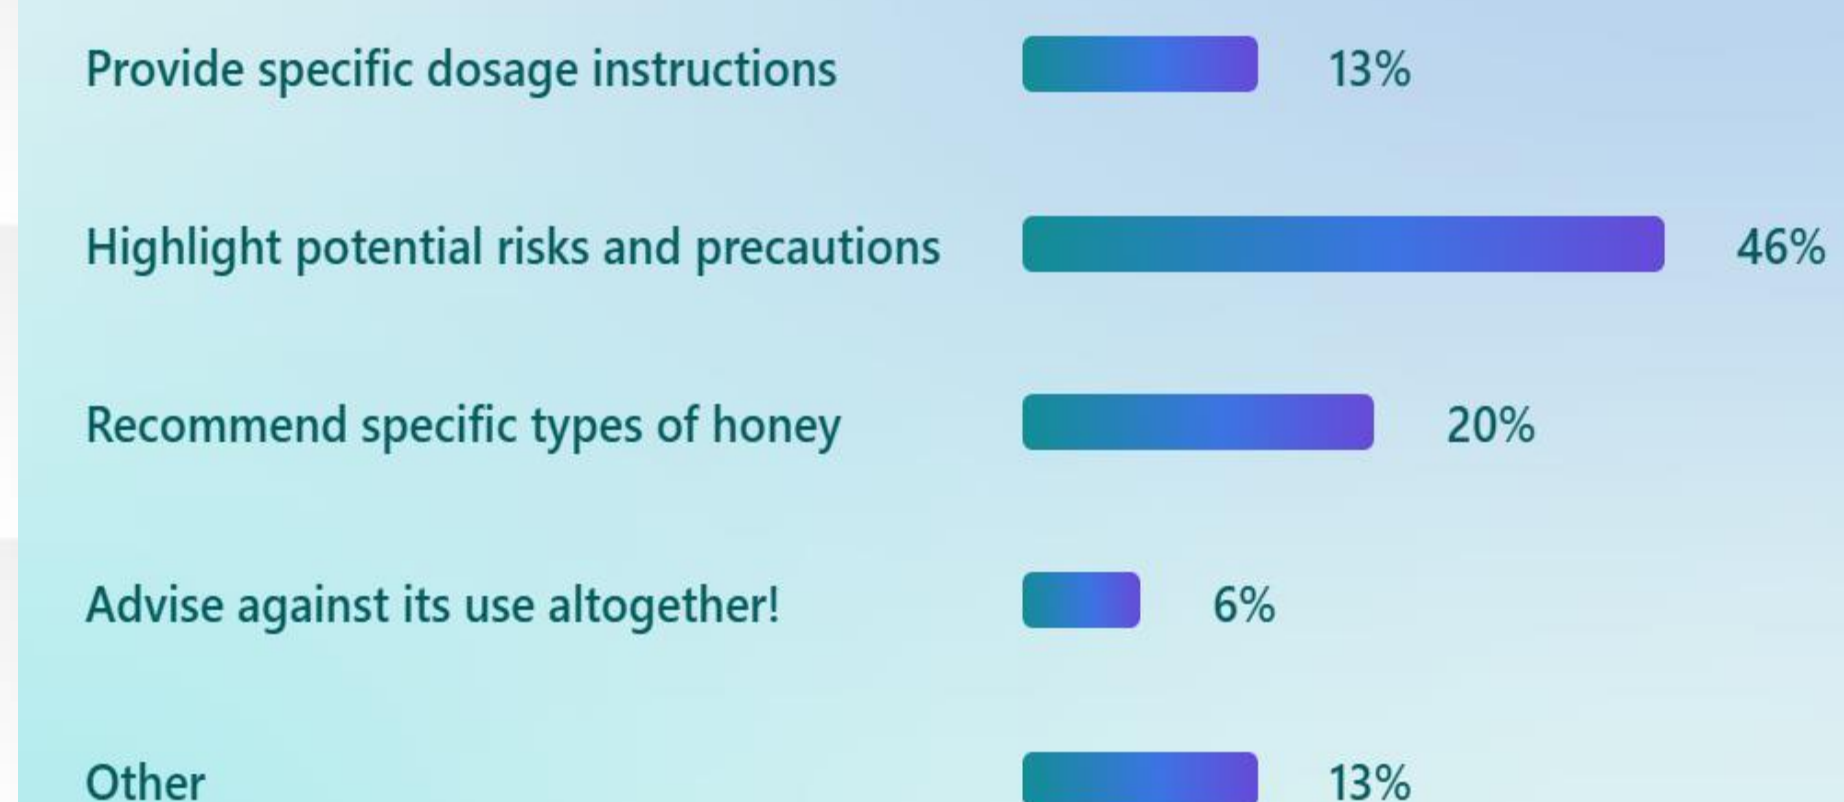 Provide specific dosage instructions 13%
Highlight potential risks and precautions 46%
Recommend specific types of honey 20%
Advise against its use altogether! 6%
Other 13%